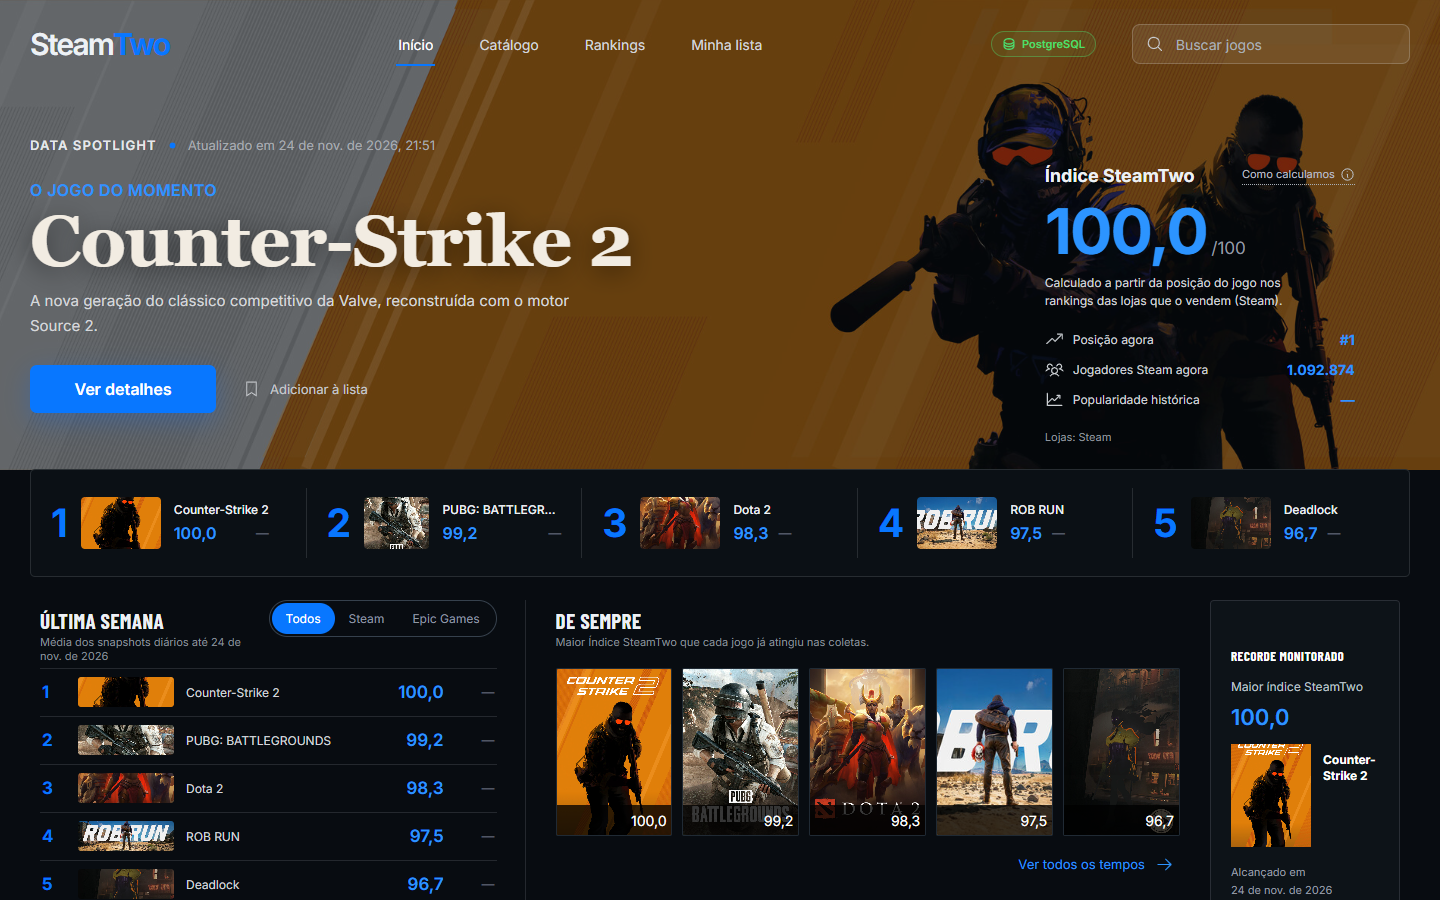 SteamTwo
Início
Catálogo
Rankings
Minha lista
PostgreSQL
Buscar jogos
DATA SPOTLIGHT
Atualizado em 24 de nov. de 2026, 21:51
O JOGO DO MOMENTO
Counter-Strike 2
A nova geração do clássico competitivo da Valve, reconstruída com o motor
Source 2.
Ver detalhes
Adicionar à lista
Índice SteamTwo
Como calculamos
100,0 /100
Calculado a partir da posição do jogo nos
rankings das lojas que o vendem (Steam).
Posição agora
#1
Jogadores Steam agora
1.092.874
Popularidade histórica
—
Lojas: Steam
1
Counter-Strike 2
100,0 —
2
PUBG: BATTLEGR...
99,2 —
3
Dota 2
98,3 —
4
ROB RUN
ROB RUN
97,5 —
5
Deadlock
96,7 —
ÚLTIMA SEMANA
Média dos snapshots diários até 24 de
nov. de 2026
Todos
Steam
Epic Games
1 Counter-Strike 2 100,0 —
2 PUBG: BATTLEGROUNDS 99,2 —
3 Dota 2 98,3 —
4 ROB RUN ROB RUN 97,5 —
5 Deadlock 96,7 —
DE SEMPRE
Maior Índice SteamTwo que cada jogo já atingiu nas coletas.
COUNTER
STRIKE 2
100,0
PUBG
BATTLEGROUNDS
99,2
DOTA 2
98,3
97,5
96,7
Ver todos os tempos
RECORDE MONITORADO
Maior índice SteamTwo
100,0
COUNTER
STRIKE 2
Counter-
Strike 2
Alcançado em
24 de nov. de 2026